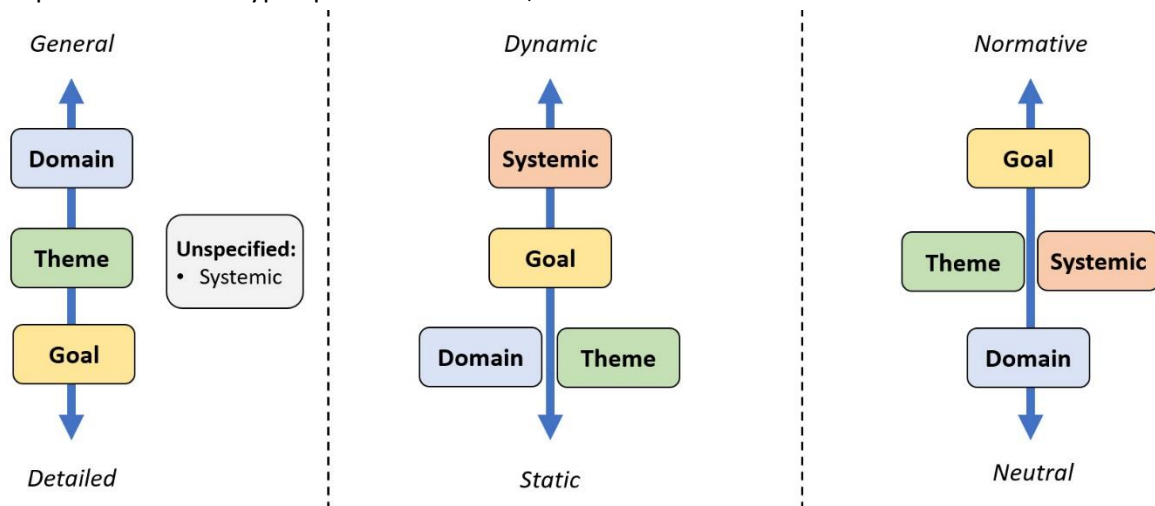 General
Domain
Theme
Goal
Detailed
Unspecified:
• Systemic
Dynamic
Systemic
Goal
Domain
Theme
Static
Normative
Goal
Theme
Systemic
Domain
Neutral